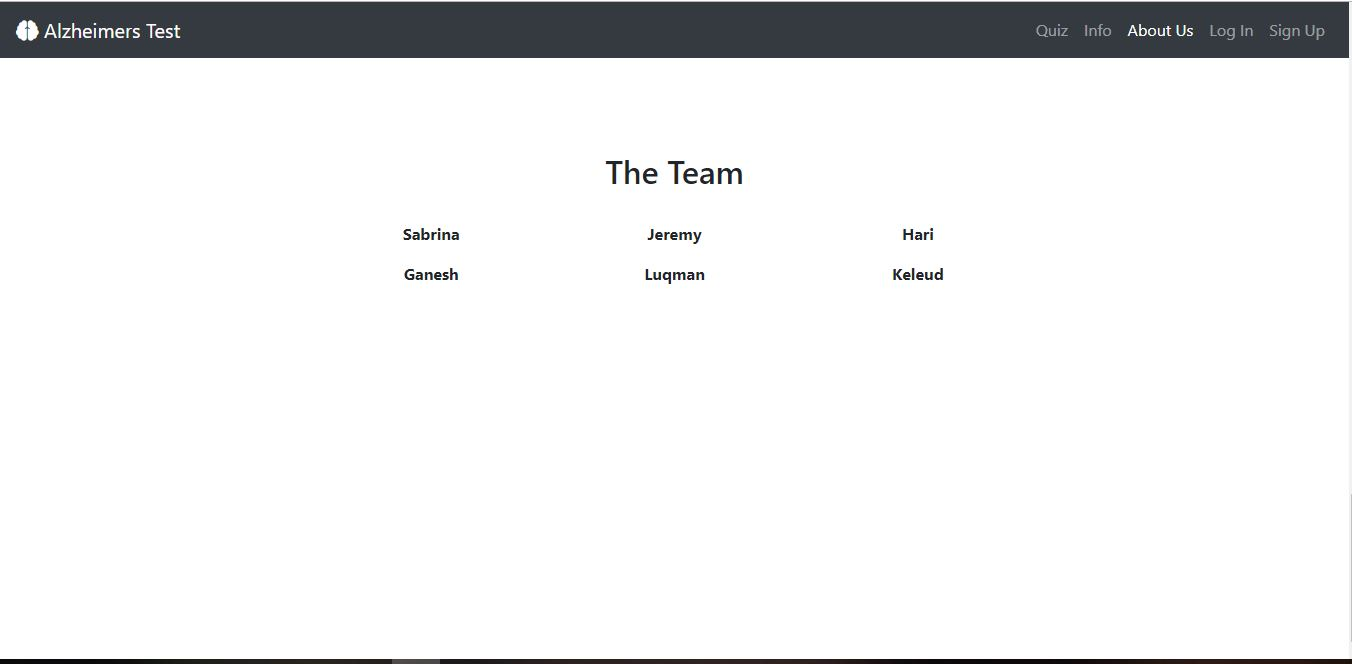 Alzheimers Test Quiz Info About Us Log In Sign Up
The Team
Sabrina Jeremy Hari
Ganesh Luqman Keleud